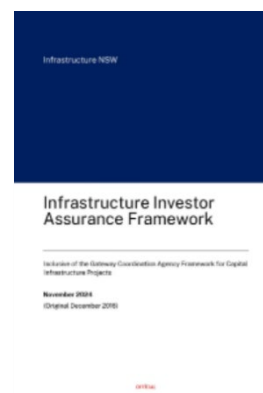 Infrastructure NSW
Infrastructure Investor
Assurance Framework
Inclusion of the Gateway Coordination Agency Framework for Capital
Infrastructure Projects
November 2024
(Original December 2016)
OFFICIAL